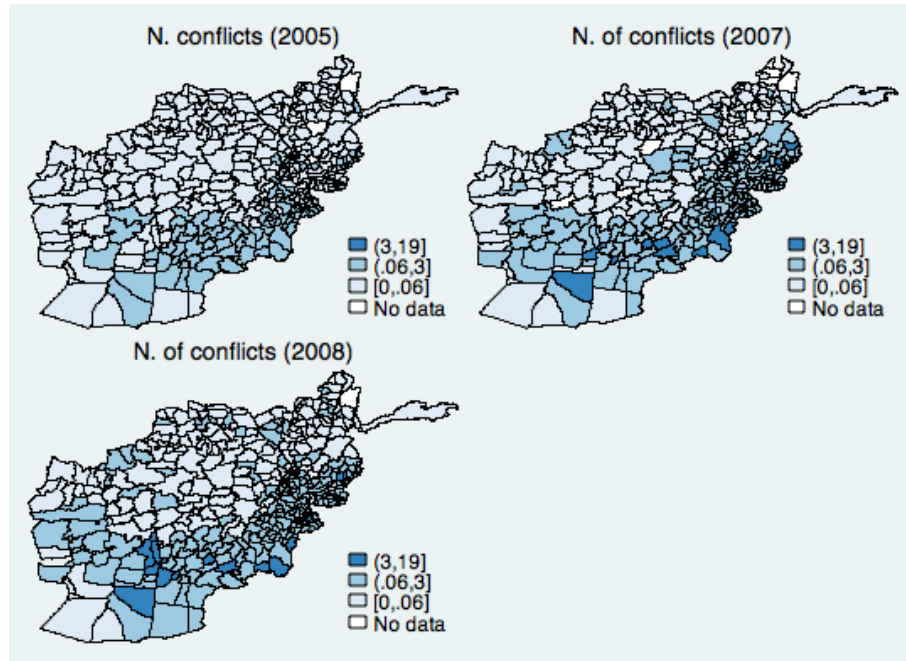 N. conflicts (2005)
(3,19]
(.06,3]
[0,.06]
No data
N. of conflicts (2007)
(3,19]
(.06,3]
[0,.06]
No data
N. of conflicts (2008)
(3,19]
(.06,3]
[0,.06]
No data